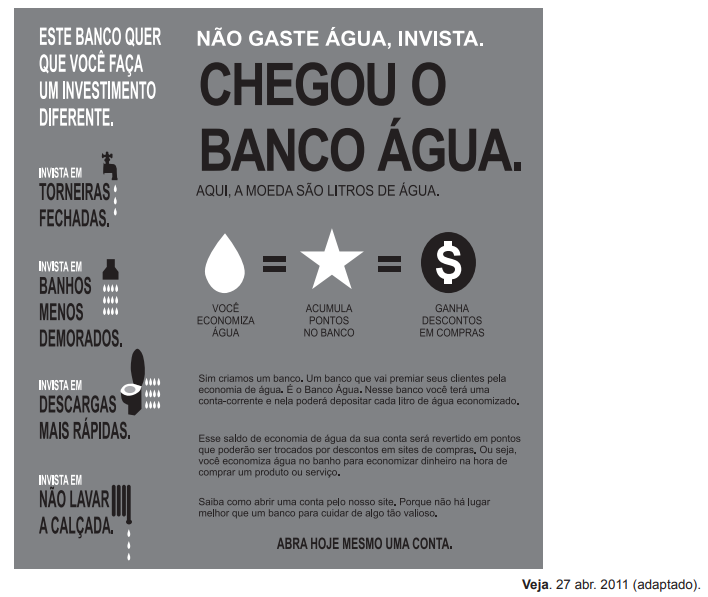 ESTE BANCO QUER
QUE VOCÊ FAÇA
UM INVESTIMENTO
DIFERENTE.
INVISTA EM
TORNEIRAS
FECHADAS.
INVISTA EM
BANHOS
MENOS
DEMORADOS.
INVISTA EM
DESCARGAS
MAIS RÁPIDAS.
INVISTA EM
NÃO LAVAR
A CALÇADA.
NÃO GASTE ÁGUA, INVISTA.
CHEGOU O
BANCO ÁGUA.
AQUI, A MOEDA SÃO LITROS DE ÁGUA.
= = $
VOCÊ
ECONOMIZA
ÁGUA
ACUMULA
PONTOS
NO BANCO
GANHA
DESCONTOS
EM COMPRAS
Sim criamos um banco. Um banco que vai premiar seus clientes pela
economia de água. É o Banco Água. Nesse banco você terá uma
conta-corrente e nela poderá depositar cada litro de água economizado.
Esse saldo de economia de água da sua conta será revertido em pontos
que poderão ser trocados por descontos em sites de compras. Ou seja,
você economiza água no banho para economizar dinheiro na hora de
comprar um produto ou serviço.
Saiba como abrir uma conta pelo nosso site. Porque não há lugar
melhor que um banco para cuidar de algo tão valioso.
ABRA HOJE MESMO UMA CONTA.
Veja. 27 abr. 2011 (adaptado).